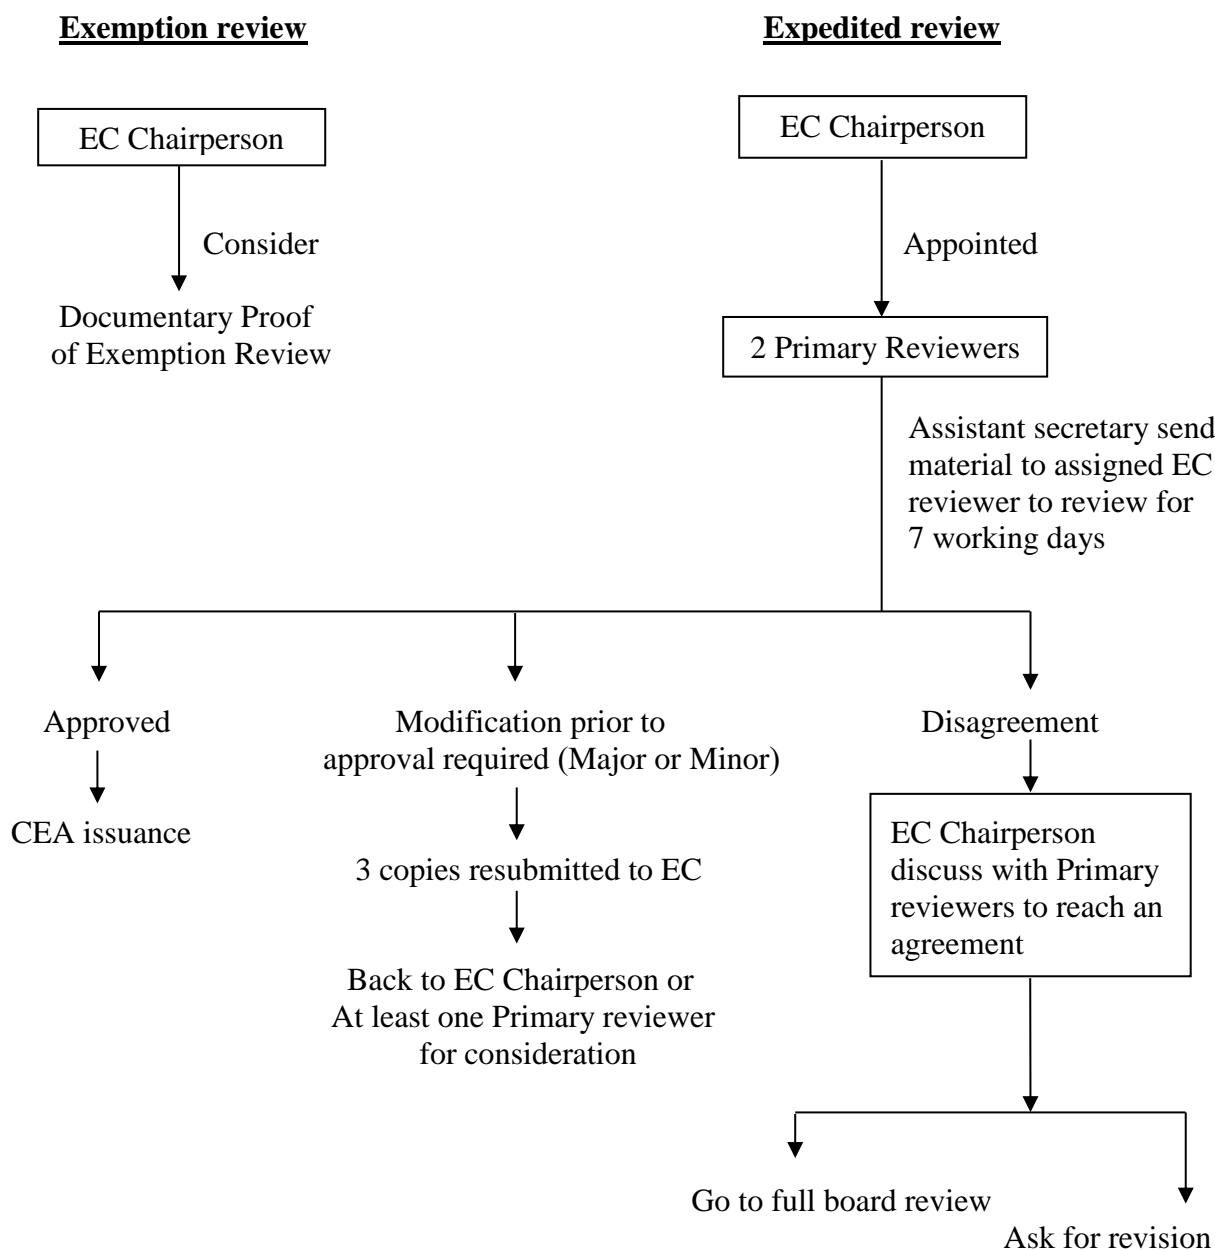 Exemption review
Expedited review
EC Chairperson
EC Chairperson
Consider
Appointed
Documentary Proof
of Exemption Review
2 Primary Reviewers
Assistant secretary send
material to assigned EC
reviewer to review for
7 working days
Approved
CEA issuance
Modification prior to
approval required (Major or Minor)
3 copies resubmitted to EC
Back to EC Chairperson or
At least one Primary reviewer
for consideration
Disagreement
EC Chairperson
discuss with Primary
reviewers to reach an
agreement
Go to full board review
Ask for revision